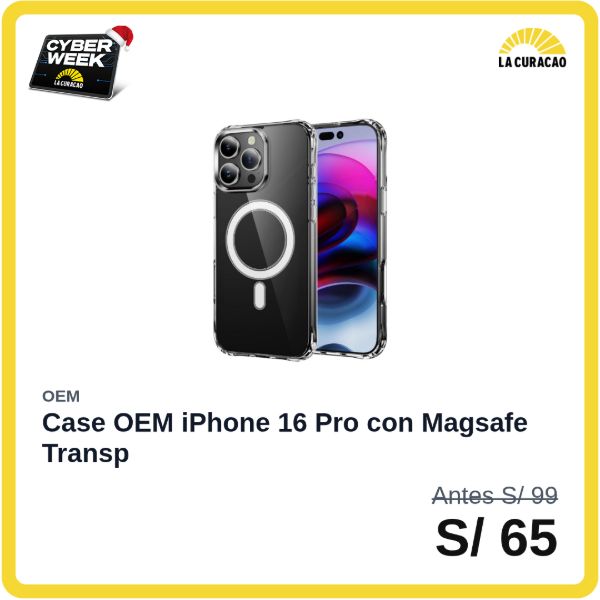 CYBER
WEEK
LA CURACAO
LA CURACAO
OEM
Case OEM iPhone 16 Pro con Magsafe
Transp
Antes S/ 99
S/ 65